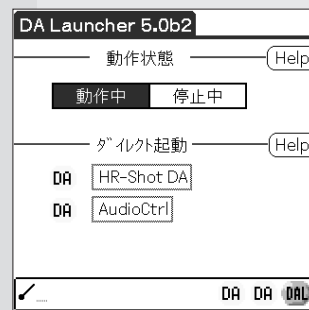 DA Launcher 5.0b2
動作状態 Help
動作中 停止中
ダイレクト起動 Help
DA HR-Shot DA
DA AudioCtrl
DA DA DAL